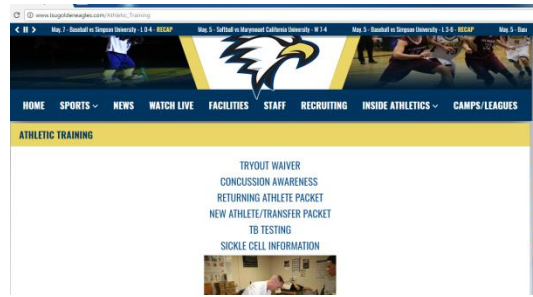 www.lsugoldeneagles.com/Athletic_Training
May. 7 - Baseball vs Simpson University - L 0-4 - RECAP May. 5 - Softball vs Marymount California University - W 7-4 May. 5 - Baseball vs Simpson University - L 3-6 - RECAP May. 5 - Bas
HOME SPORTS NEWS WATCH LIVE FACILITIES STAFF RECRUITING INSIDE ATHLETICS CAMPS/LEAGUES
ATHLETIC TRAINING
TRYOUT WAIVER
CONCUSSION AWARENESS
RETURNING ATHLETE PACKET
NEW ATHLETE/TRANSFER PACKET
TB TESTING
SICKLE CELL INFORMATION